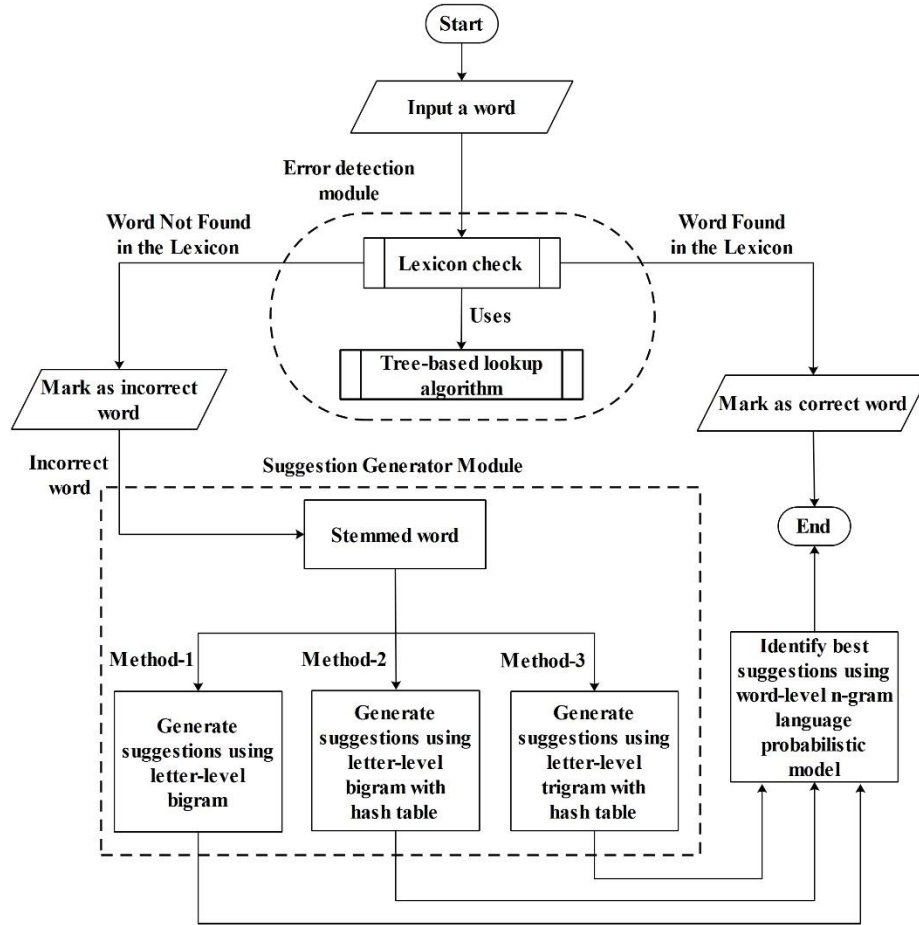 Start
Input a word
Error detection
module
Word Not Found
in the Lexicon
Word Found
in the Lexicon
Lexicon check
Uses
Tree-based lookup
algorithm
Mark as incorrect
word
Mark as correct word
Incorrect
word
Suggestion Generator Module
Stemmed word
End
Method-1
Method-2
Method-3
Generate
suggestions using
letter-level
bigram
Generate
suggestions using
letter-level
bigram with
hash table
Generate
suggestions using
letter-level
trigram with
hash table
Identify best
suggestions using
word-level n-gram
language
probabilistic
model